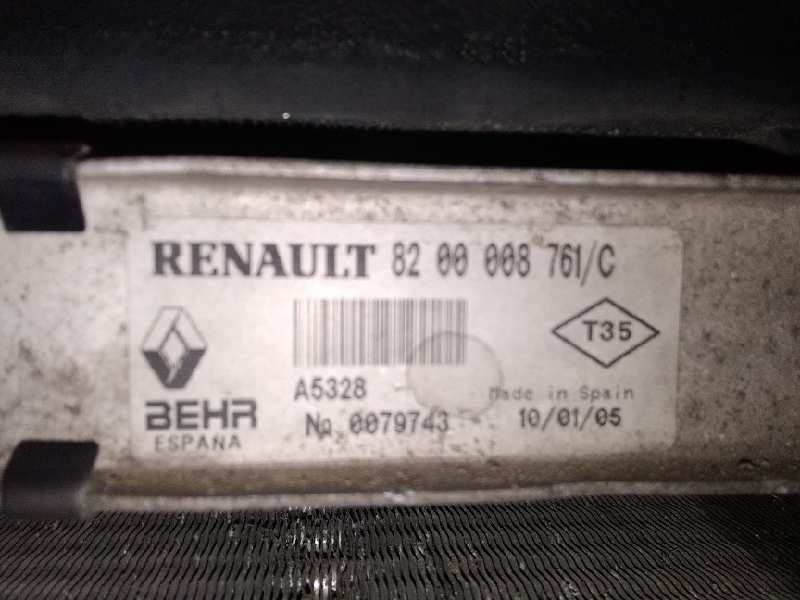 RENAULT 82 00 008 761/C
T35
A5328
Made in Spain
BEHR
No 0079743
10/01/05
ESPAÑA